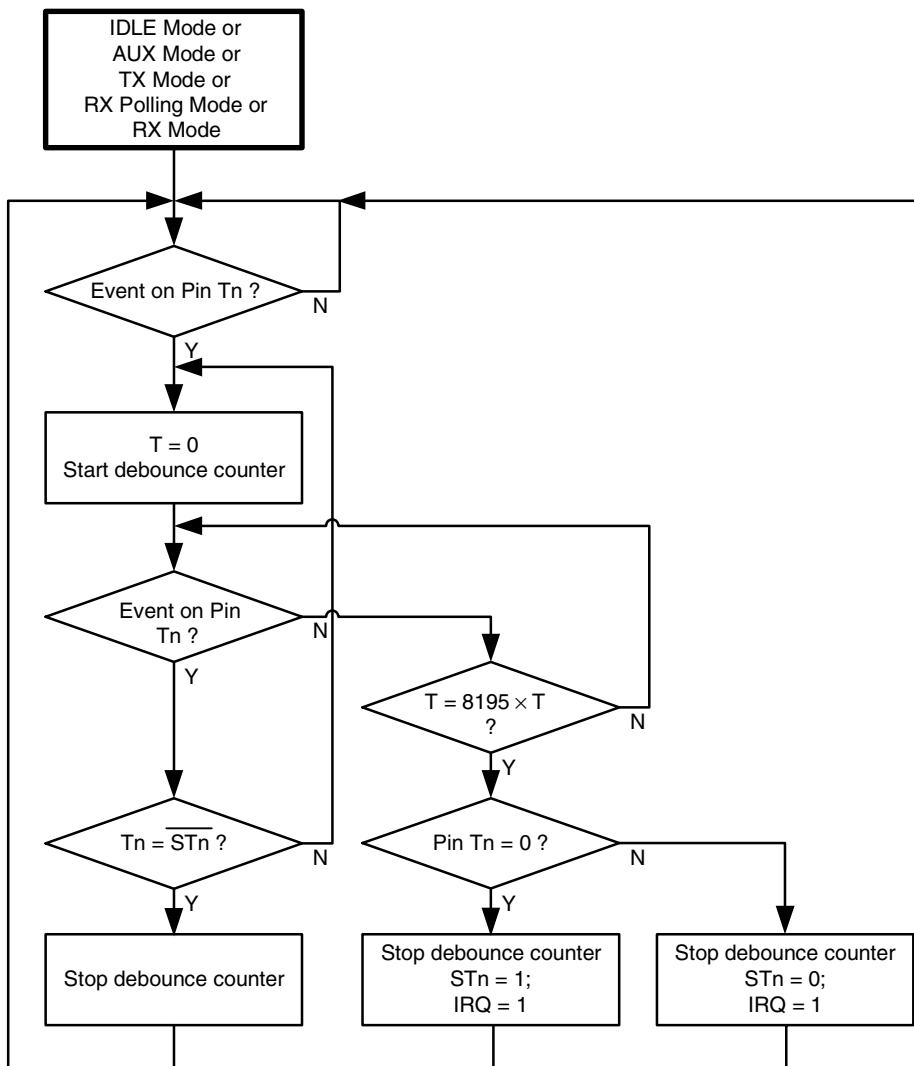 IDLE Mode or
AUX Mode or
TX Mode or
RX Polling Mode or
RX Mode
Event on Pin Tn ?
N
Y
T = 0
Start debounce counter
Event on Pin
Tn ?
N
Y
T = 8195 × T
?
N
Y
Tn = S̅T̅n̅ ?
N
Y
Pin Tn = 0 ?
N
Y
Stop debounce counter
Stop debounce counter
STn = 1;
IRQ = 1
Stop debounce counter
STn = 0;
IRQ = 1